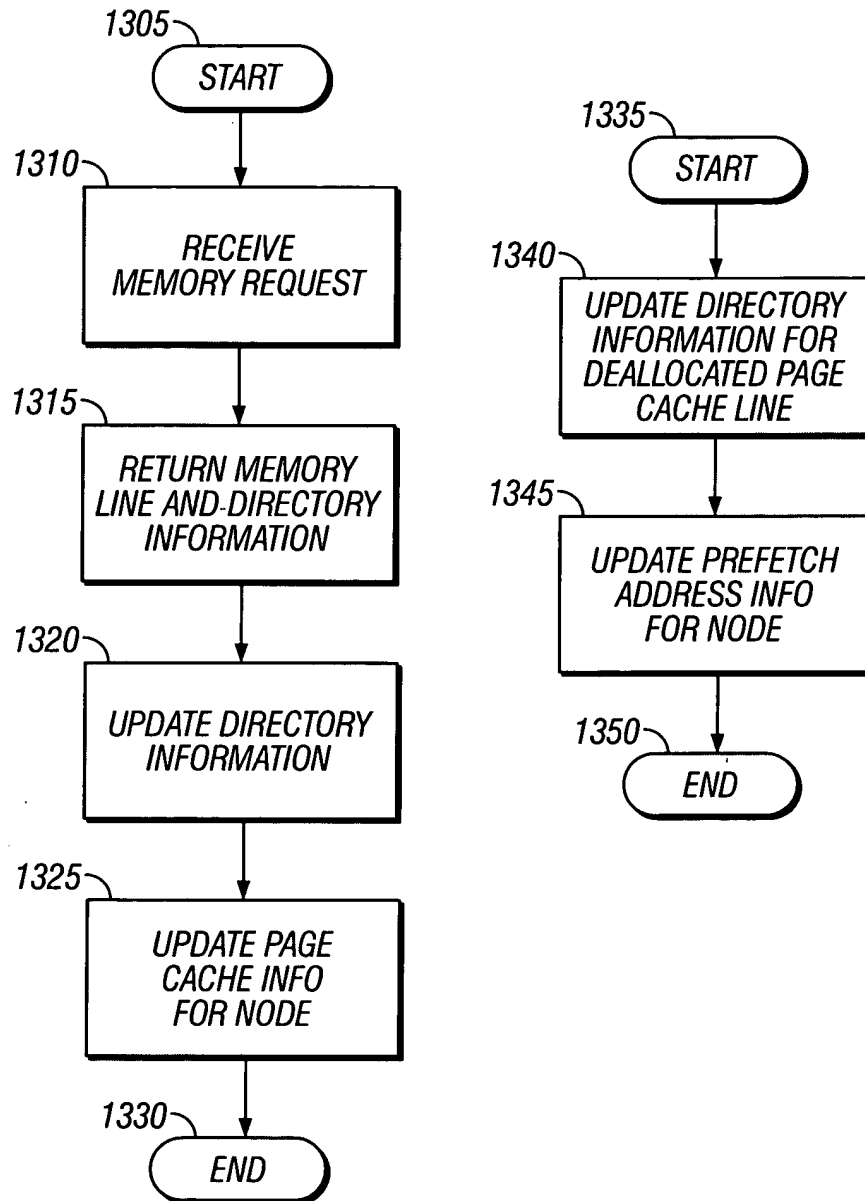 1305
START
1310
RECEIVE
MEMORY REQUEST
1315
RETURN MEMORY
LINE AND-DIRECTORY
INFORMATION
1320
UPDATE DIRECTORY
INFORMATION
1325
UPDATE PAGE
CACHE INFO
FOR NODE
1330
END
1335
START
1340
UPDATE DIRECTORY
INFORMATION FOR
DEALLOCATED PAGE
CACHE LINE
1345
UPDATE PREFETCH
ADDRESS INFO
FOR NODE
1350
END